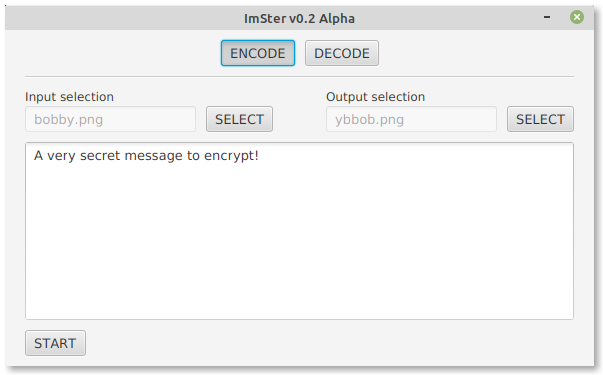 ImSter v0.2 Alpha
ENCODE DECODE
Input selection Output selection
bobby.png SELECT ybbob.png SELECT
A very secret message to encrypt!
START